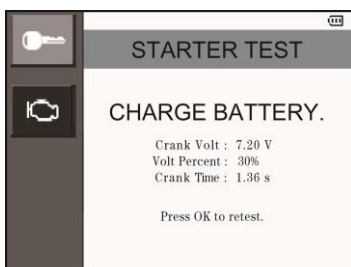 STARTER TEST
CHARGE BATTERY.
Crank Volt : 7.20 V
Volt Percent : 30%
Crank Time : 1.36 s
Press OK to retest.